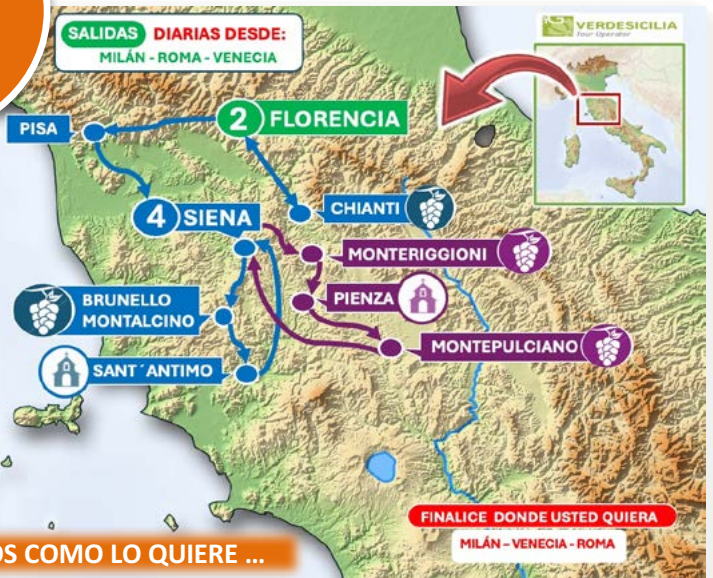 SALIDAS DIARIAS DESDE:
MILÁN - ROMA - VENECIA
VERDESICILIA
Tour Operator
PISA
2 FLORENCIA
4 SIENA
CHIANTI
MONTERIGGIONI
BRUNELLO
MONTALCINO
PIENZA
SANT´ANTIMO
MONTEPULCIANO
FINALICE DONDE USTED QUIERA
MILÁN – VENECIA - ROMA
OS COMO LO QUIERE ...